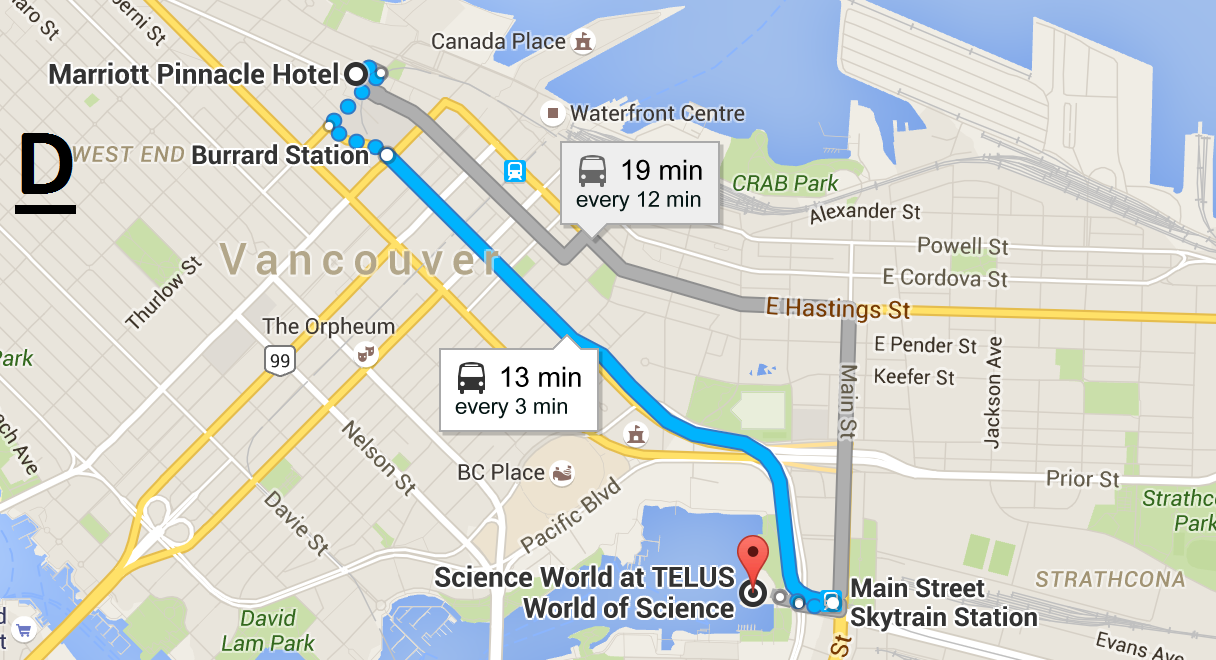 Canada Place
Marriott Pinnacle Hotel
Waterfront Centre
D
WEST END
Burrard Station
19 min
every 12 min
CRAB Park
Alexander St
Powell St
Vancouver
E Cordova St
Thurlow St
E Hastings St
The Orpheum
99
E Pender St
Keefer St
Jackson Ave
13 min
every 3 min
Main St
Nelson St
BC Place
Prior St
Pacific Blvd
Davie St
Science World at TELUS
World of Science
STRATHCONA
Main Street
Skytrain Station
David
Lam Park
Evans Ave
St